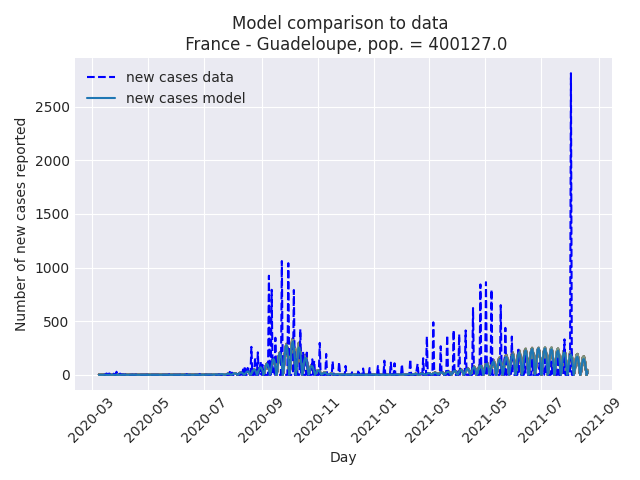 Model comparison to data
France - Guadeloupe, pop. = 400127.0
new cases data
new cases model
Number of new cases reported
2500
2000
1500
1000
500
0
2020-03
2020-05
2020-07
2020-09
2020-11
2021-01
2021-03
2021-05
2021-07
2021-09
Day